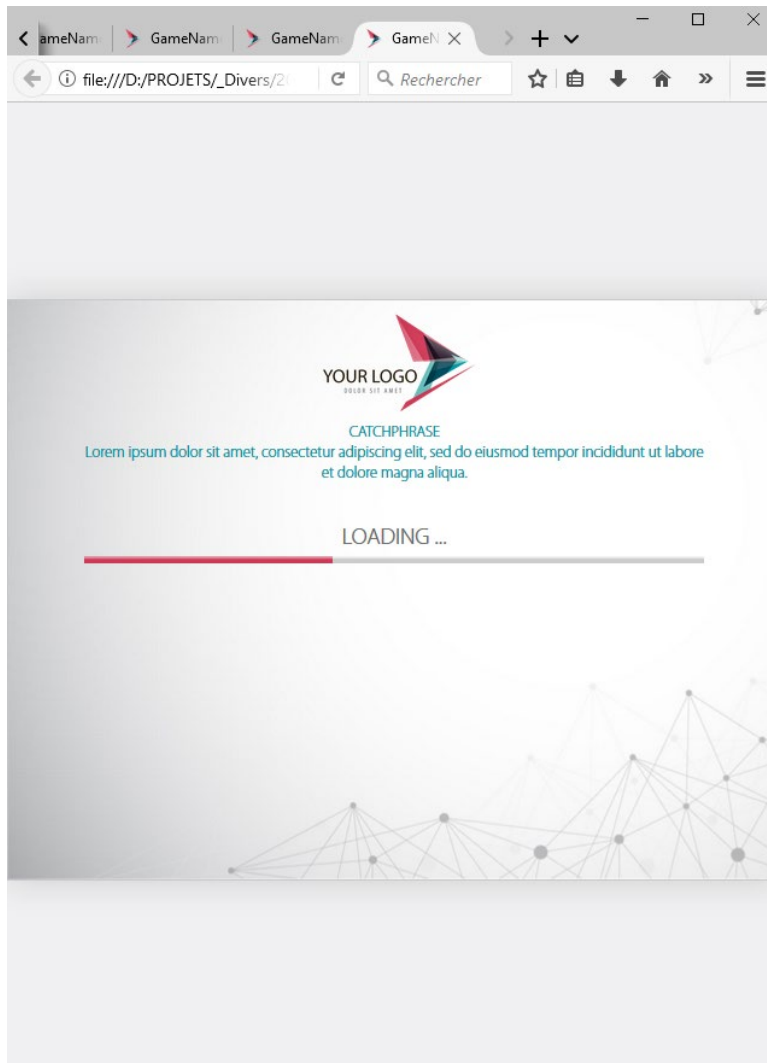 ameNam
GameNam
GameNam
GameN
file:///D:/PROJETS/_Divers/2
Rechercher
YOUR LOGO
DOLOR SIT AMET
CATCHPHRASE
Lorem ipsum dolor sit amet, consectetur adipiscing elit, sed do eiusmod tempor incididunt ut labore
et dolore magna aliqua.
LOADING ...